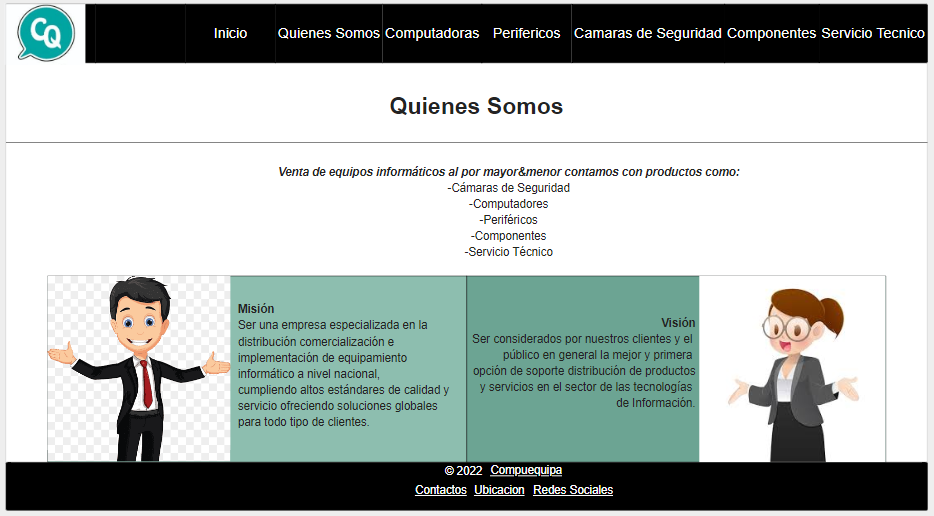 CQ
Inicio Quienes Somos Computadoras Perifericos Camaras de Seguridad Componentes Servicio Tecnico
Quienes Somos
Venta de equipos informáticos al por mayor&menor contamos con productos como:
-Cámaras de Seguridad
-Computadores
-Periféricos
-Componentes
-Servicio Técnico
Misión
Ser una empresa especializada en la
distribución comercialización e
implementación de equipamiento
informático a nivel nacional,
cumpliendo altos estándares de calidad y
servicio ofreciendo soluciones globales
para todo tipo de clientes.
Visión
Ser considerados por nuestros clientes y el
público en general la mejor y primera
opción de soporte distribución de productos
y servicios en el sector de las tecnologías
de Información.
© 2022 Compuequipa
Contactos Ubicacion Redes Sociales